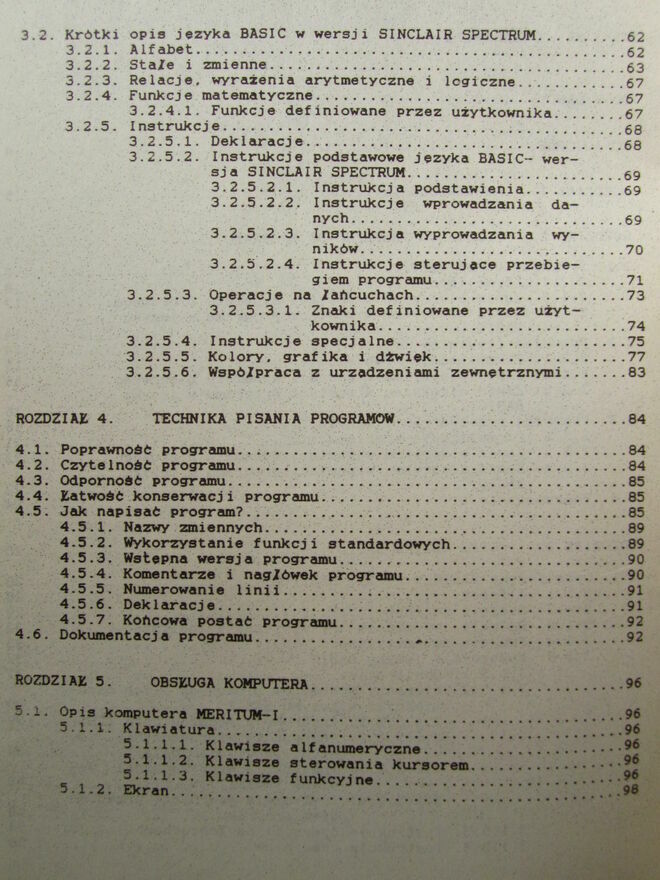 3.2. Krótki opis języka BASIC w wersji SINCLAIR SPECTRUM..........62
3.2.1. Alfabet..................................................62
3.2.2. Stałe i zmienne..........................................63
3.2.3. Relacje, wyrażenia arytmetyczne i logiczne............67
3.2.4. Funkcje matematyczne.....................................67
3.2.4.1. Funkcje definiowane przez użytkownika.........67
3.2.5. Instrukcje...............................................68
3.2.5.1. Deklaracje.....................................68
3.2.5.2. Instrukcje podstawowe języka BASIC- wer-
sja SINCLAIR SPECTRUM..........................69
3.2.5.2.1. Instrukcja podstawienia...........69
3.2.5.2.2. Instrukcje wprowadzania da-
nych..............................69
3.2.5.2.3. Instrukcja wyprowadzania wy-
ników.............................70
3.2.5.2.4. Instrukcje sterujące przebie-
giem programu.....................71
3.2.5.3. Operacje na łańcuchach.........................73
3.2.5.3.1. Znaki definiowane przez użyt-
kownika...........................74
3.2.5.4. Instrukcje specjalne...........................75
3.2.5.5. Kolory, grafika i dźwięk.......................77
3.2.5.6. Współpraca z urządzeniami zewnętrznymi.......83
ROZDZIAŁ 4. TECHNIKA PISANIA PROGRAMÓW............................84
4.1. Poprawność programu..........................................84
4.2. Czytelność programu..........................................84
4.3. Odporność programu...........................................85
4.4. Łatwość konserwacji programu.................................85
4.5. Jak napisać program?.........................................85
4.5.1. Nazwy zmiennych..........................................89
4.5.2. Wykorzystanie funkcji standardowych....................89
4.5.3. Wstępna wersja programu..................................90
4.5.4. Komentarze i nagłówek programu...........................90
4.5.5. Numerowanie linii........................................91
4.5.6. Deklaracje...............................................91
4.5.7. Końcowa postać programu..................................92
4.6. Dokumentacja programu........................................92
ROZDZIAŁ 5. OBSŁUGA KOMPUTERA.....................................96
5.1. Opis komputera MERITUM-I.....................................96
5.1.1. Klawiatura...............................................96
5.1.1.1. Klawisze alfanumeryczne........................96
5.1.1.2. Klawisze sterowania kursorem...................96
5.1.1.3. Klawisze funkcyjne.............................96
5.1.2. Ekran....................................................98